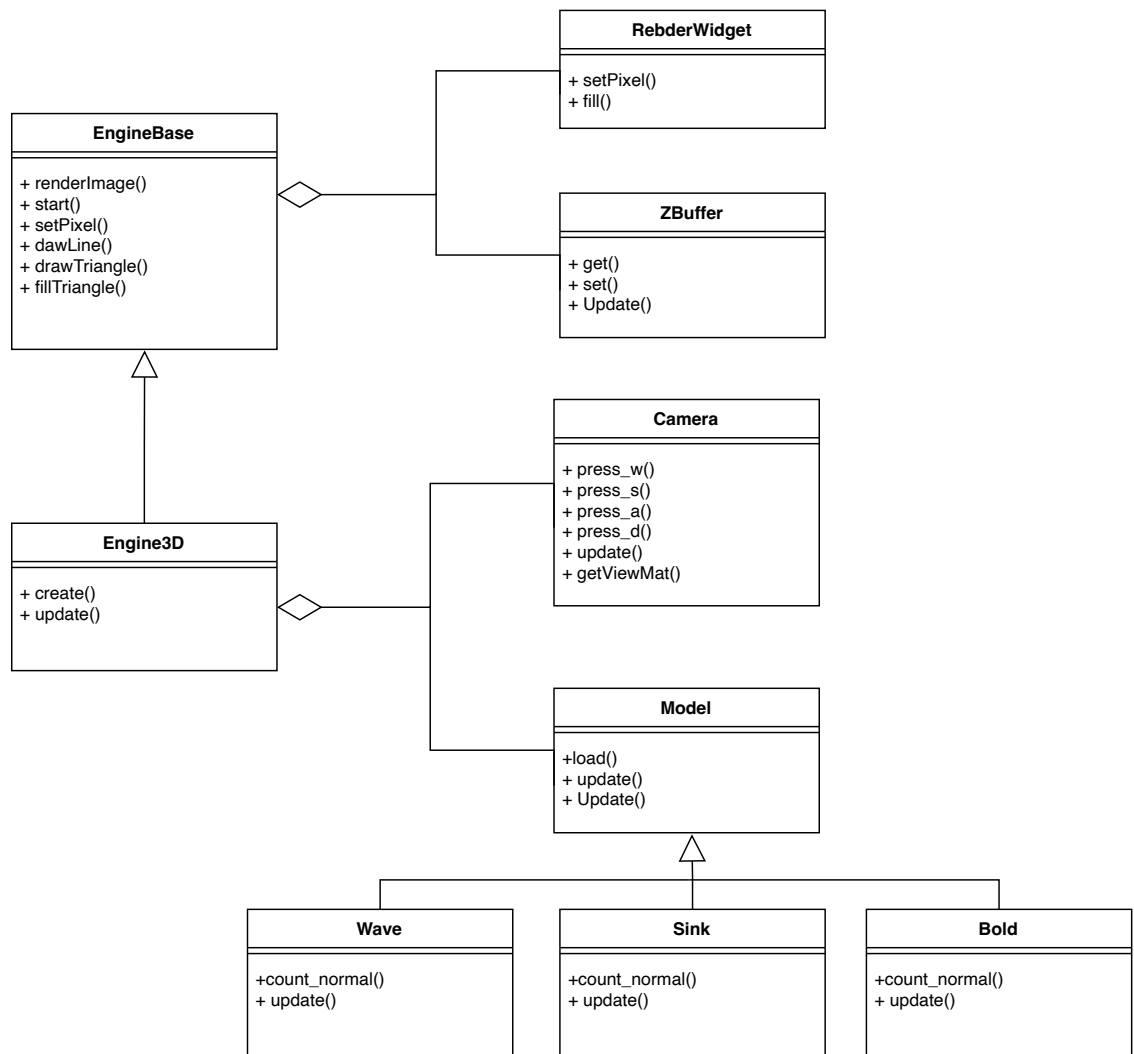 RebderWidget
+ setPixel()
+ fill()
EngineBase
+ renderImage()
+ start()
+ setPixel()
+ dawLine()
+ drawTriangle()
+ fillTriangle()
ZBuffer
+ get()
+ set()
+ Update()
Camera
+ press_w()
+ press_s()
+ press_a()
+ press_d()
+ update()
+ getViewMat()
Engine3D
+ create()
+ update()
Model
+load()
+ update()
+ Update()
Wave
+count_normal()
+ update()
Sink
+count_normal()
+ update()
Bold
+count_normal()
+ update()